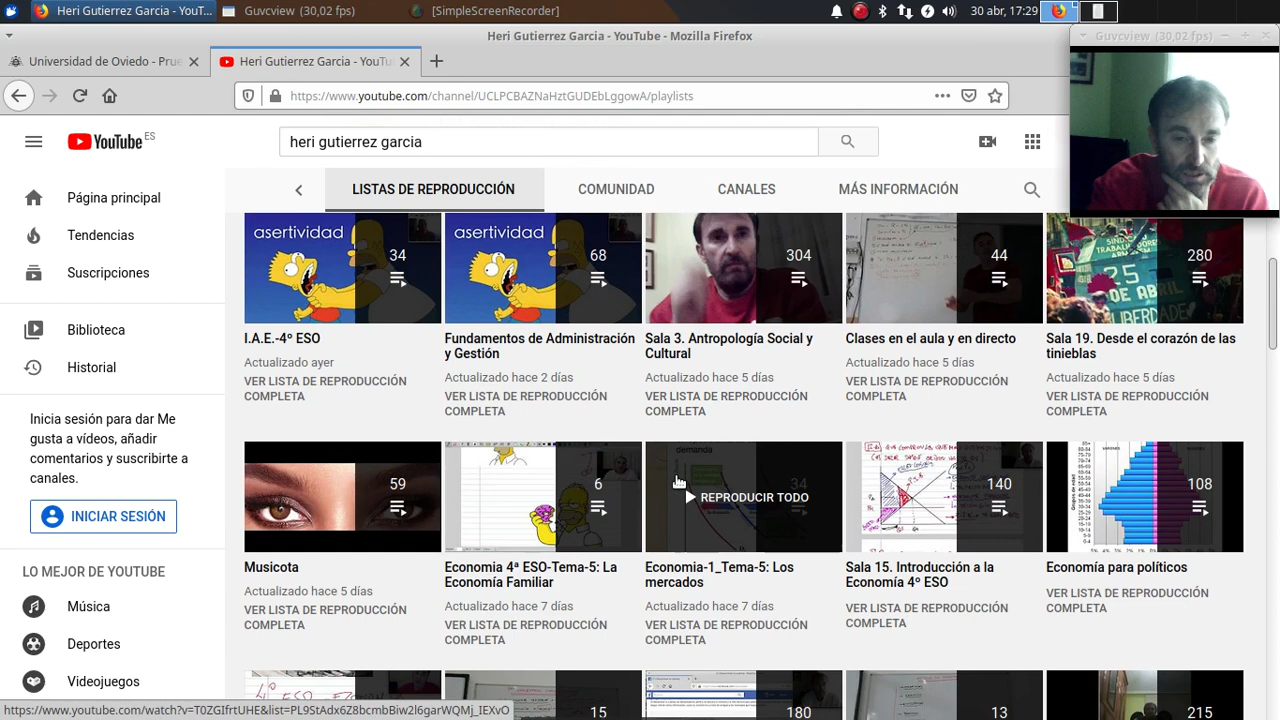 Heri Gutierrez Garcia - YouT...
Guvcview (30,02 fps)
[SimpleScreenRecorder]
30 abr, 17:29
Heri Gutierrez Garcia - YouTube - Mozilla Firefox
Guvcview (30,02 fps)
Universidad de Oviedo - Prue
Heri Gutierrez Garcia - YouTu
https://www.youtube.com/channel/UCLPCBAZNaHztGUDEbLggowA/playlists
YouTube ES
heri gutierrez garcia
LISTAS DE REPRODUCCIÓN
COMUNIDAD
CANALES
MÁS INFORMACIÓN
Página principal
Tendencias
Suscripciones
Biblioteca
Historial
Inicia sesión para dar Me
gusta a vídeos, añadir
comentarios y suscribirte a
canales.
INICIAR SESIÓN
LO MEJOR DE YOUTUBE
Música
Deportes
Videojuegos
asertividad
34
I.A.E.-4º ESO
Actualizado ayer
VER LISTA DE REPRODUCCIÓN
COMPLETA
asertividad
68
Fundamentos de Administración
y Gestión
Actualizado hace 2 días
VER LISTA DE REPRODUCCIÓN
COMPLETA
304
Sala 3. Antropología Social y
Cultural
Actualizado hace 5 días
VER LISTA DE REPRODUCCIÓN
COMPLETA
44
Clases en el aula y en directo
Actualizado hace 5 días
VER LISTA DE REPRODUCCIÓN
COMPLETA
25
DE ABRIL
280
Sala 19. Desde el corazón de las
tinieblas
Actualizado hace 5 días
VER LISTA DE REPRODUCCIÓN
COMPLETA
59
Musicota
Actualizado hace 5 días
VER LISTA DE REPRODUCCIÓN
COMPLETA
6
Economia 4ª ESO-Tema-5: La
Economía Familiar
Actualizado hace 7 días
VER LISTA DE REPRODUCCIÓN
COMPLETA
demanda
34
REPRODUCIR TODO
Economia-1_Tema-5: Los
mercados
Actualizado hace 7 días
VER LISTA DE REPRODUCCIÓN
COMPLETA
140
Sala 15. Introducción a la
Economía 4º ESO
VER LISTA DE REPRODUCCIÓN
COMPLETA
108
Economía para políticos
VER LISTA DE REPRODUCCIÓN
COMPLETA
15
180
13
215